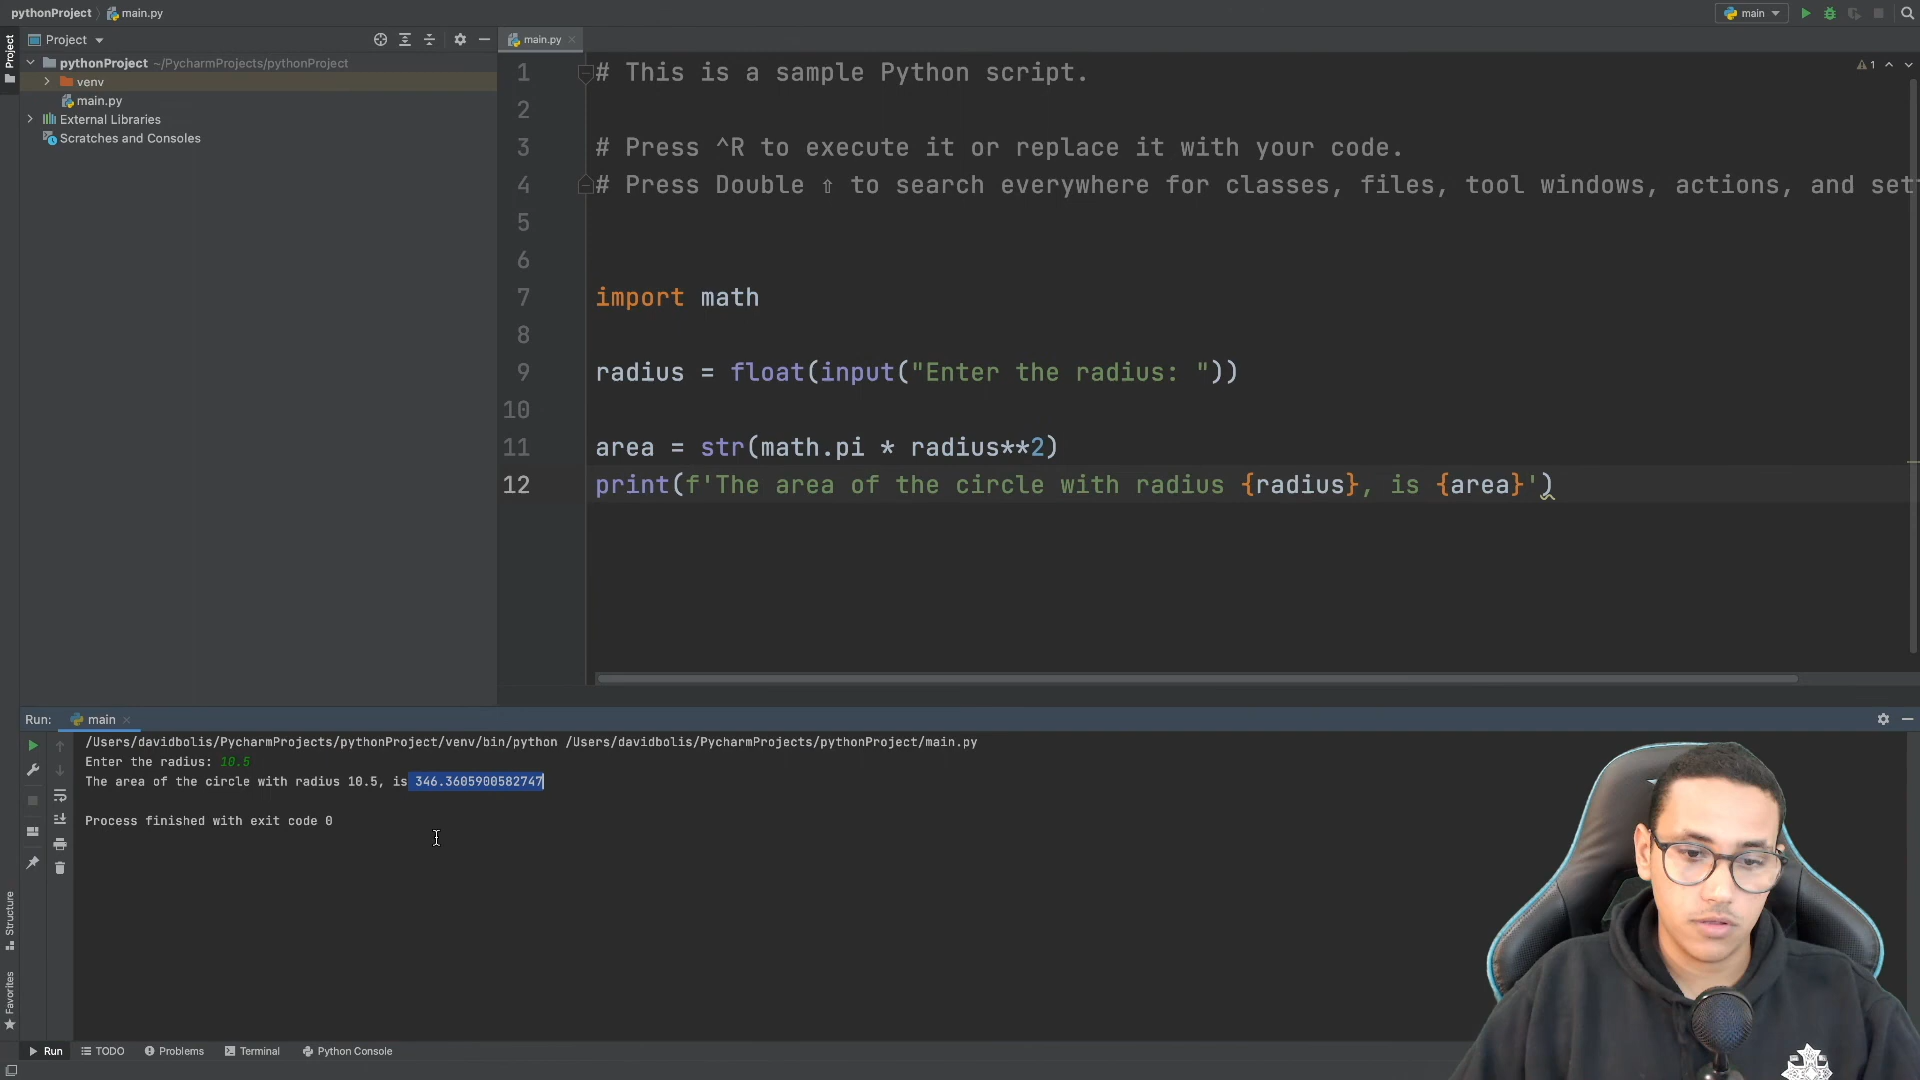 pythonProject main.py
main
Project
pythonProject ~/PycharmProjects/pythonProject
venv
main.py
External Libraries
Scratches and Consoles
Project
main.py
1
1 # This is a sample Python script.
2
3 # Press ^R to execute it or replace it with your code.
4 # Press Double ⇧ to search everywhere for classes, files, tool windows, actions, and set
5
6
7 import math
8
9 radius = float(input("Enter the radius: "))
10
11 area = str(math.pi * radius**2)
12 print(f'The area of the circle with radius {radius}, is {area}')
Run: main
/Users/davidbolis/PycharmProjects/pythonProject/venv/bin/python /Users/davidbolis/PycharmProjects/pythonProject/main.py
Enter the radius: 10.5
The area of the circle with radius 10.5, is 346.3605900582747
Process finished with exit code 0
Structure
Favorites
Run TODO Problems Terminal Python Console